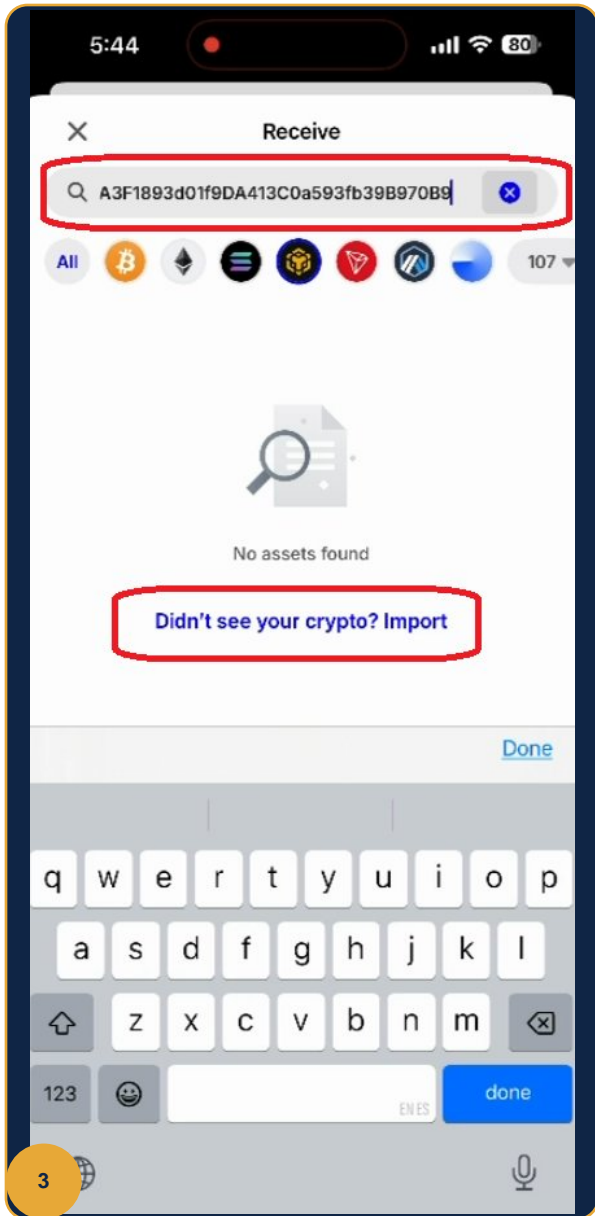 5:44
80
Receive
A3F1893d01f9DA413C0a593fb39B970B9
All
107
No assets found
Didn't see your crypto? Import
Done
q w e r t y u i o p
a s d f g h j k l
z x c v b n m
123
EN ES
done
3